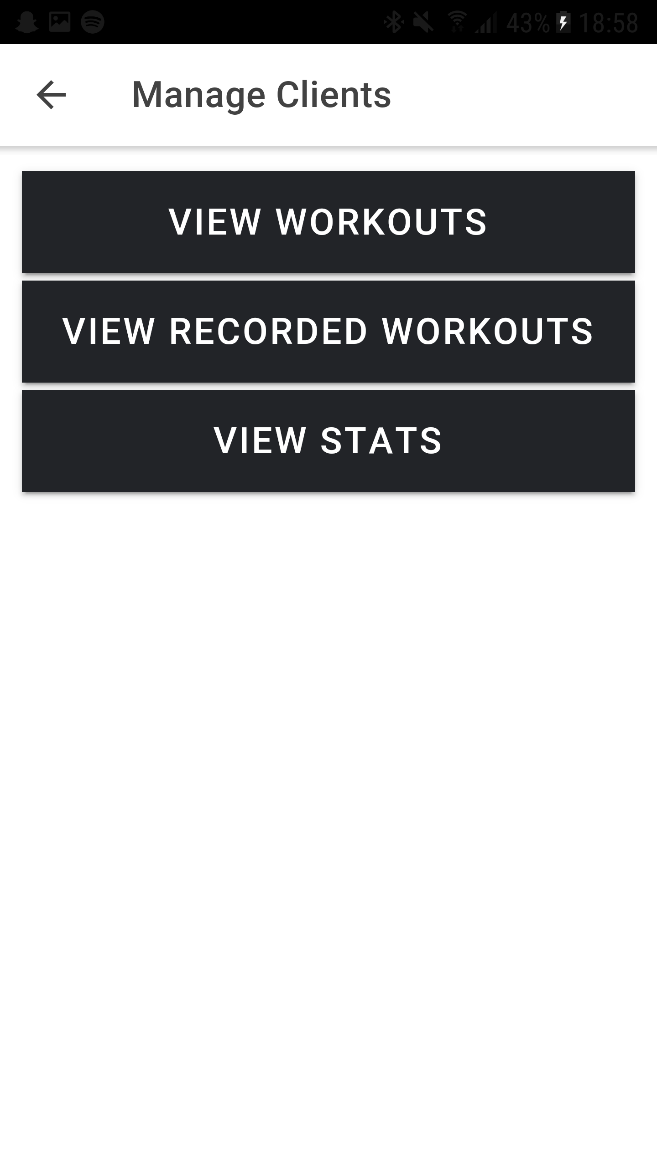 43% 18:58
Manage Clients
VIEW WORKOUTS
VIEW RECORDED WORKOUTS
VIEW STATS